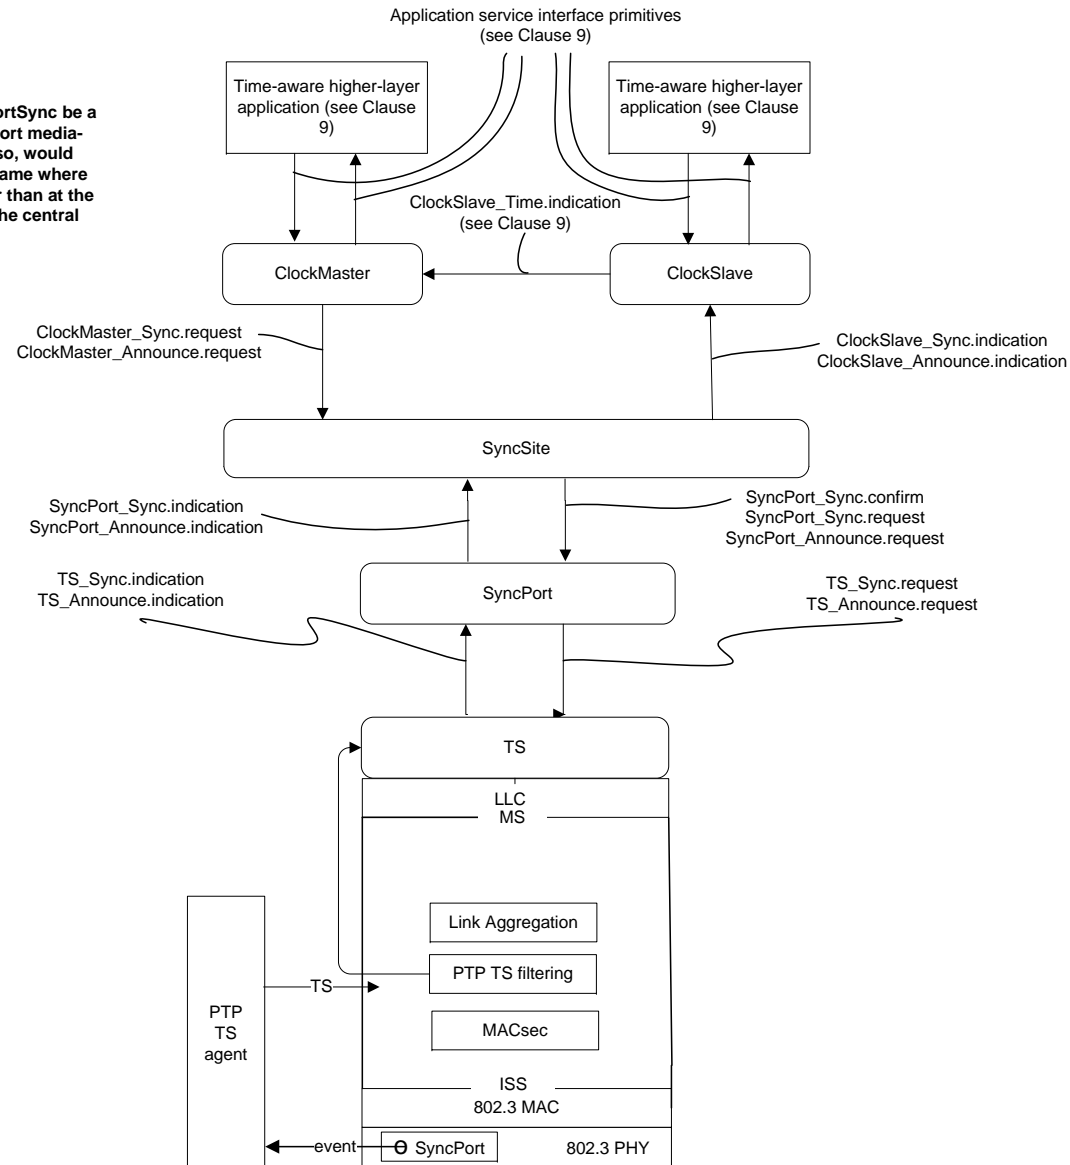 Application service interface primitives
(see Clause 9)
Time-aware higher-layer
application (see Clause
9)
Time-aware higher-layer
application (see Clause
9)
ortSync be a
ort media-
so, would
ame where
r than at the
he central
ClockSlave_Time.indication
(see Clause 9)
ClockMaster
ClockSlave
ClockMaster_Sync.request
ClockMaster_Announce.request
ClockSlave_Sync.indication
ClockSlave_Announce.indication
SyncSite
SyncPort_Sync.indication
SyncPort_Announce.indication
SyncPort_Sync.confirm
SyncPort_Sync.request
SyncPort_Announce.request
TS_Sync.indication
TS_Announce.indication
SyncPort
TS_Sync.request
TS_Announce.request
TS
LLC
MS
Link Aggregation
PTP TS filtering
TS
MACsec
PTP
TS
agent
ISS
802.3 MAC
event
SyncPort
802.3 PHY